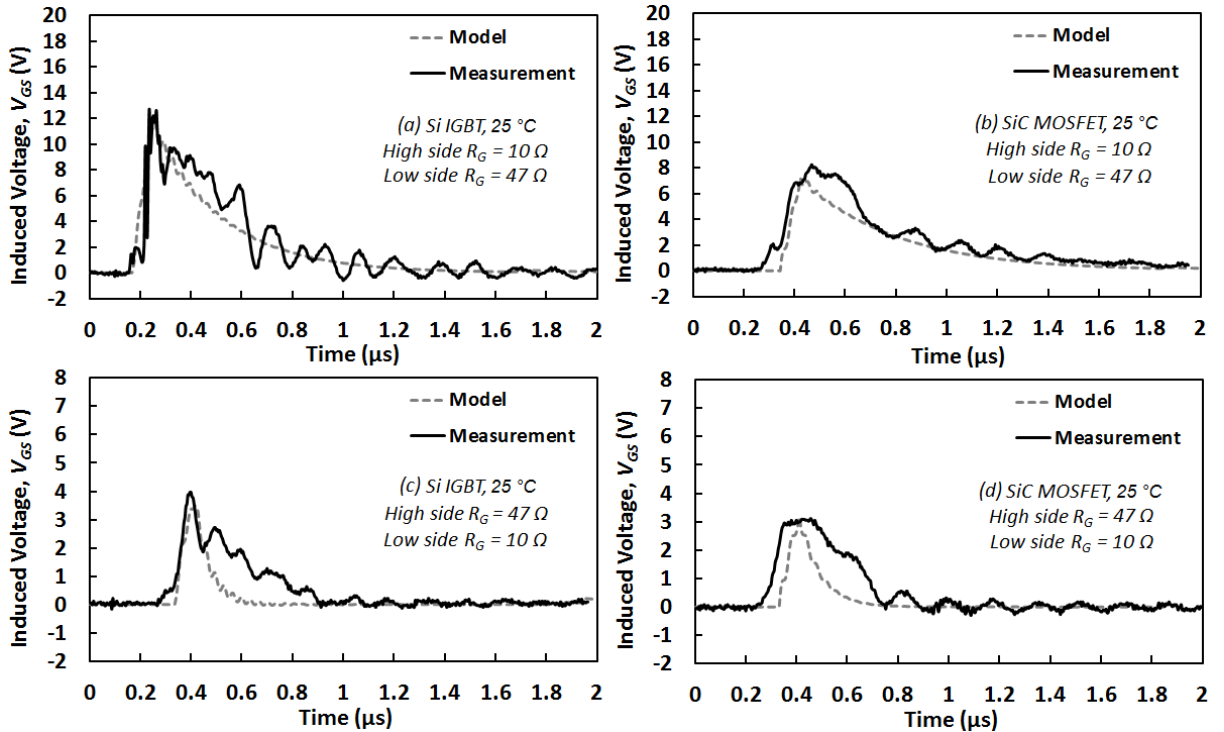 Induced Voltage, VGS (V)
20
18
16
14
12
10
8
6
4
2
0
-2
Model
Measurement
(a) Si IGBT, 25 °C
High side RG = 10 Ω
Low side RG = 47 Ω
0 0.2 0.4 0.6 0.8 1 1.2 1.4 1.6 1.8 2
Time (µs)
Induced Voltage, VGS (V)
20
18
16
14
12
10
8
6
4
2
0
-2
Model
Measurement
(b) SiC MOSFET, 25 °C
High side RG = 10 Ω
Low side RG = 47 Ω
0 0.2 0.4 0.6 0.8 1 1.2 1.4 1.6 1.8 2
Time (µs)
Induced Voltage, VGS (V)
8
7
6
5
4
3
2
1
0
-1
-2
Model
Measurement
(c) Si IGBT, 25 °C
High side RG = 47 Ω
Low side RG = 10 Ω
0 0.2 0.4 0.6 0.8 1 1.2 1.4 1.6 1.8 2
Time (µs)
Induced Voltage, VGS (V)
8
7
6
5
4
3
2
1
0
-1
-2
Model
Measurement
(d) SiC MOSFET, 25 °C
High side RG = 47 Ω
Low side RG = 10 Ω
0 0.2 0.4 0.6 0.8 1 1.2 1.4 1.6 1.8 2
Time (µs)